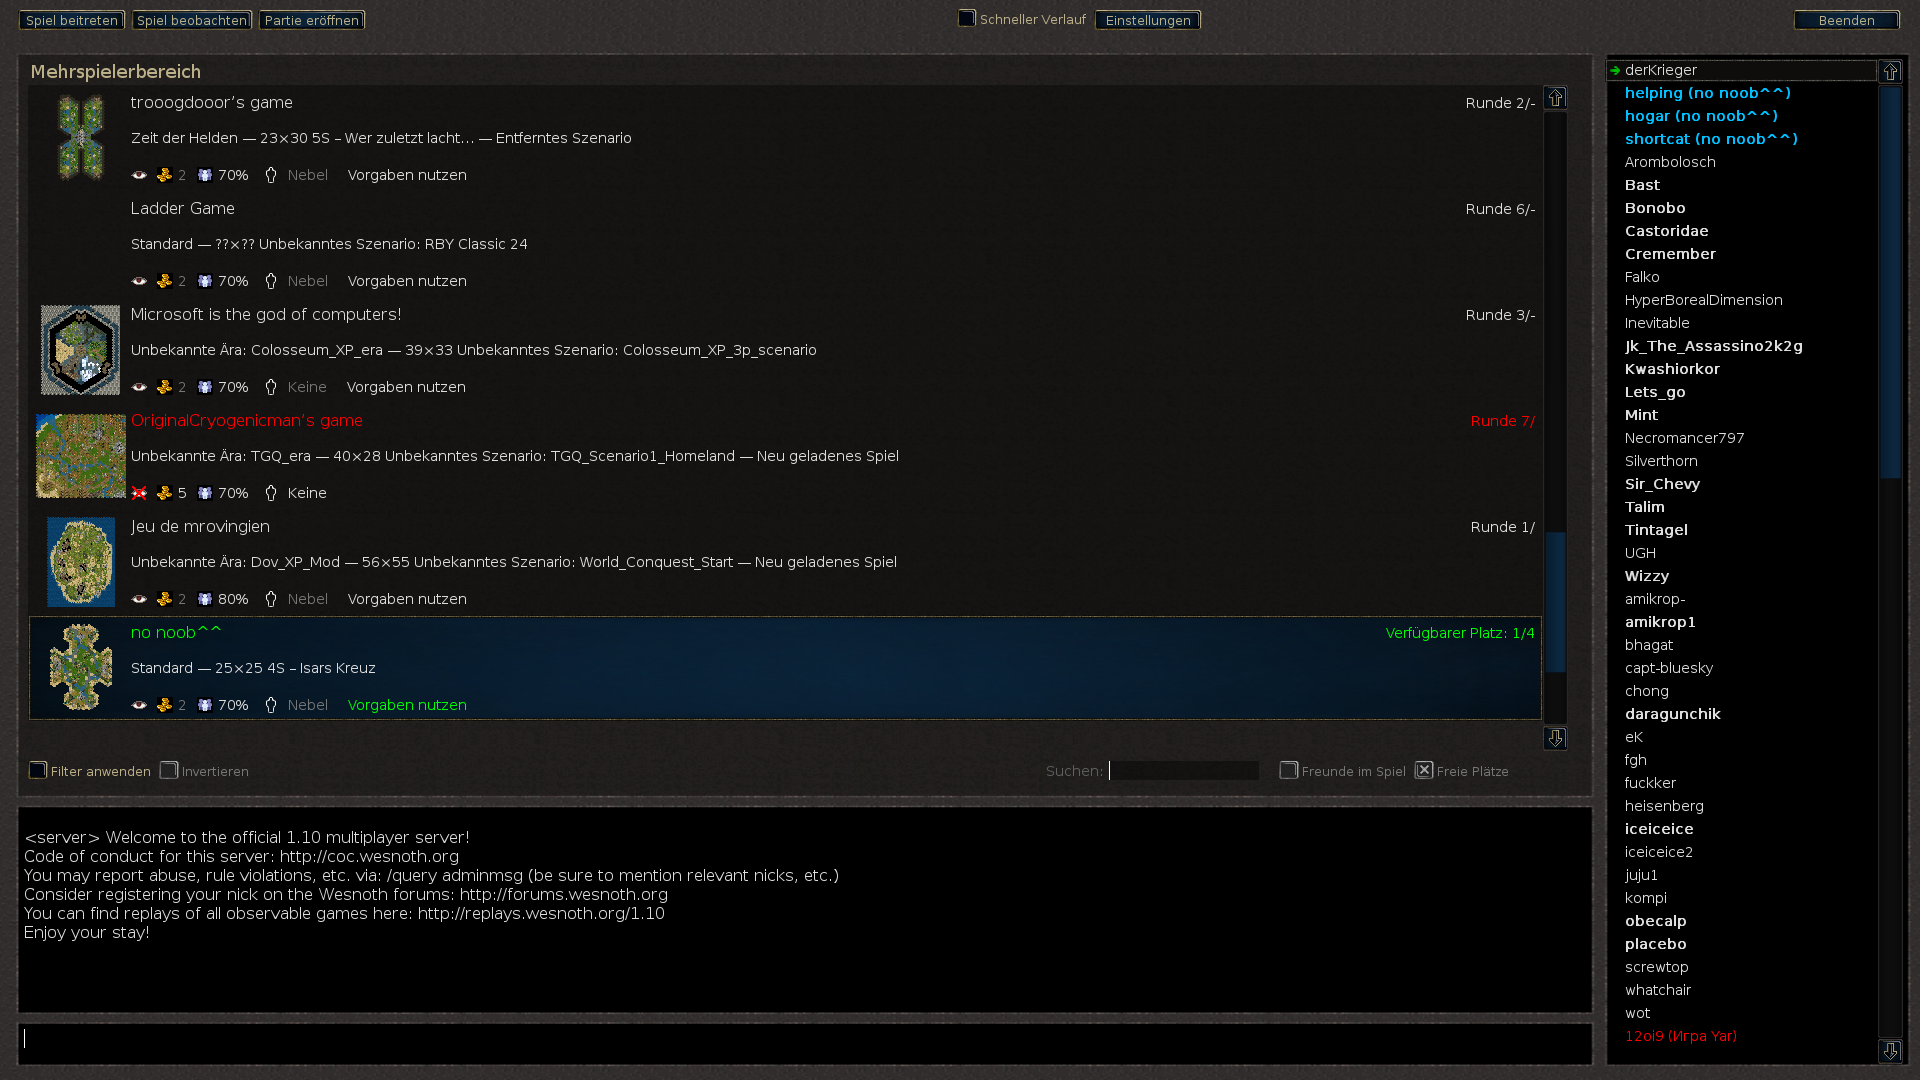 Spiel beitreten Spiel beobachten Partie eröffnen Schneller Verlauf Einstellungen Beenden
Mehrspielerbereich
trooogdooor's game Runde 2/-
Zeit der Helden — 23×30 5S – Wer zuletzt lacht... — Entferntes Szenario
2 70% Nebel Vorgaben nutzen
Ladder Game Runde 6/-
Standard — ??×?? Unbekanntes Szenario: RBY Classic 24
2 70% Nebel Vorgaben nutzen
Microsoft is the god of computers! Runde 3/-
Unbekannte Ära: Colosseum_XP_era — 39×33 Unbekanntes Szenario: Colosseum_XP_3p_scenario
2 70% Keine Vorgaben nutzen
OriginalCryogenicman's game Runde 7/
Unbekannte Ära: TGQ_era — 40×28 Unbekanntes Szenario: TGQ_Scenario1_Homeland — Neu geladenes Spiel
5 70% Keine
Jeu de mrovingien Runde 1/
Unbekannte Ära: Dov_XP_Mod — 56×55 Unbekanntes Szenario: World_Conquest_Start — Neu geladenes Spiel
2 80% Nebel Vorgaben nutzen
no noob^^ Verfügbarer Platz: 1/4
Standard — 25×25 4S – Isars Kreuz
2 70% Nebel Vorgaben nutzen
Filter anwenden Invertieren Suchen: Freunde im Spiel Freie Plätze
<server> Welcome to the official 1.10 multiplayer server!
Code of conduct for this server: http://coc.wesnoth.org
You may report abuse, rule violations, etc. via: /query adminmsg (be sure to mention relevant nicks, etc.)
Consider registering your nick on the Wesnoth forums: http://forums.wesnoth.org
You can find replays of all observable games here: http://replays.wesnoth.org/1.10
Enjoy your stay!
derKrieger
helping (no noob^^)
hogar (no noob^^)
shortcat (no noob^^)
Arombolosch
Bast
Bonobo
Castoridae
Cremember
Falko
HyperBorealDimension
Inevitable
Jk_The_Assassino2k2g
Kwashiorkor
Lets_go
Mint
Necromancer797
Silverthorn
Sir_Chevy
Talim
Tintagel
UGH
Wizzy
amikrop-
amikrop1
bhagat
capt-bluesky
chong
daragunchik
eK
fgh
fuckker
heisenberg
iceiceice
iceiceice2
juju1
kompi
obecalp
placebo
screwtop
whatchair
wot
12oi9 (Игра Yar)